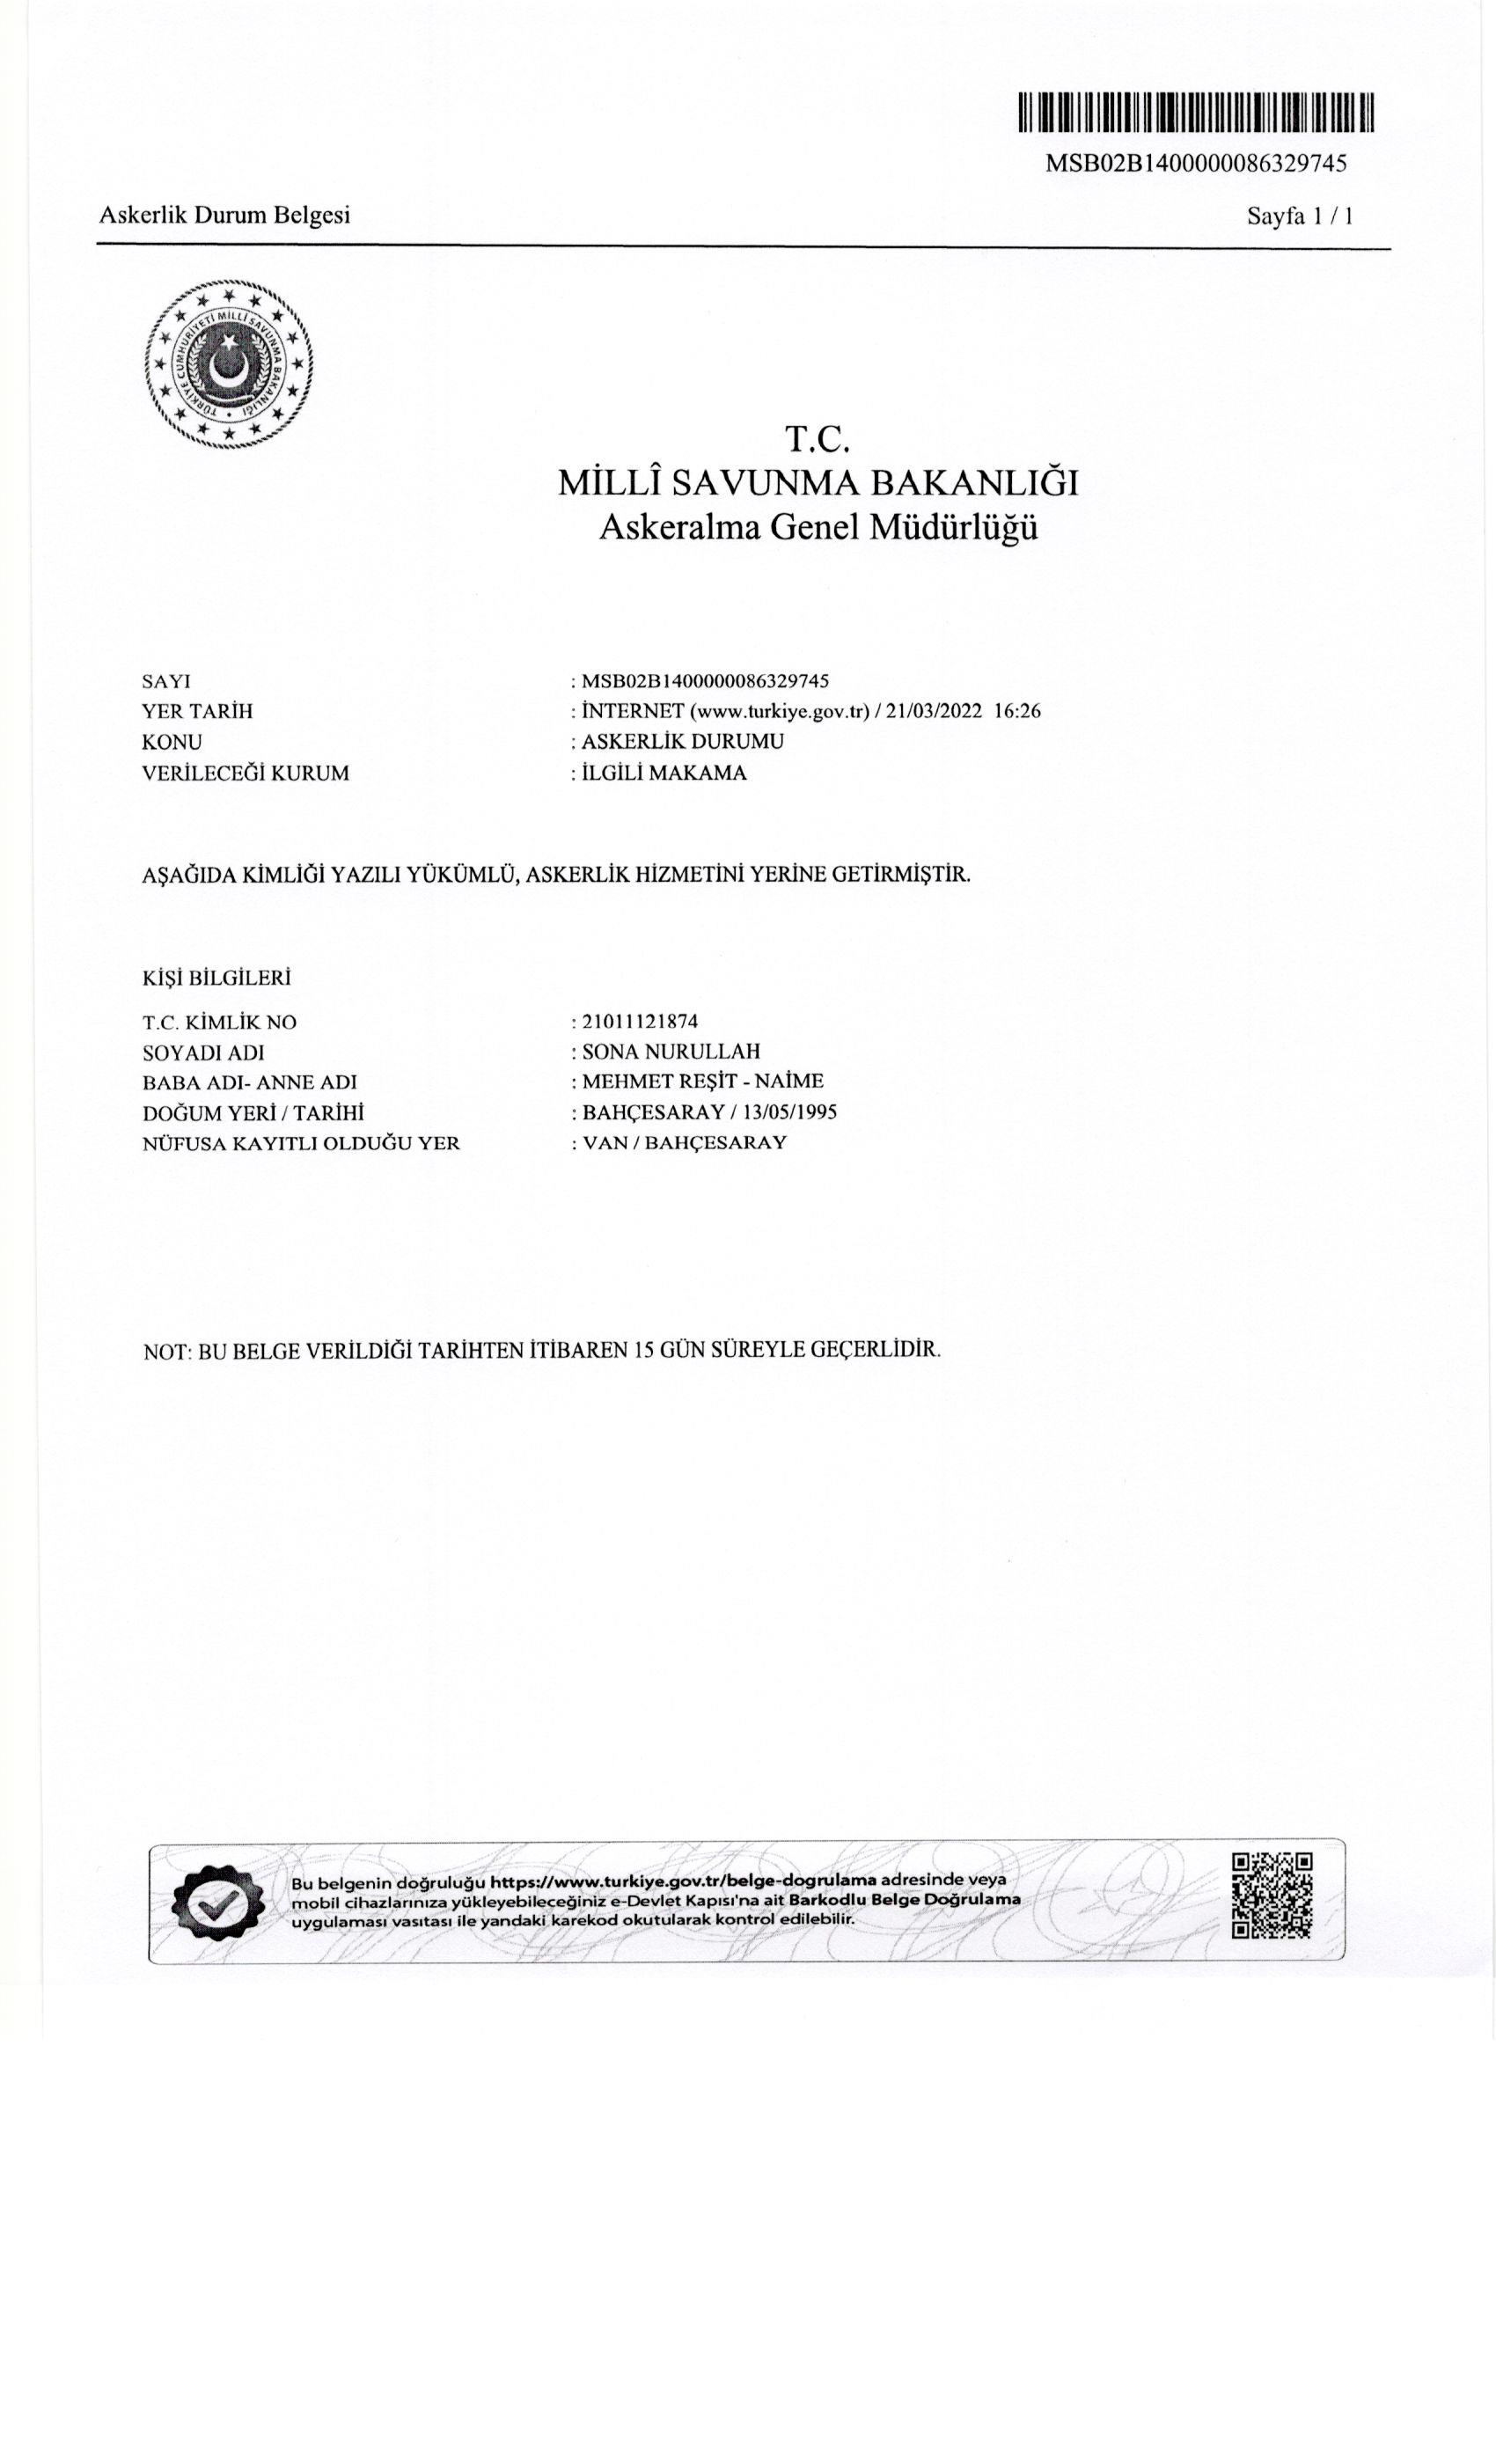 MSB02B1400000086329745
Askerlik Durum Belgesi Sayfa 1 / 1
TÜRKİYE CUMHURİYETİ MİLLİ SAVUNMA BAKANLIĞI
T.C.
MİLLÎ SAVUNMA BAKANLIĞI
Askeralma Genel Müdürlüğü
SAYI : MSB02B1400000086329745
YER TARİH : İNTERNET (www.turkiye.gov.tr) / 21/03/2022 16:26
KONU : ASKERLİK DURUMU
VERİLECEĞİ KURUM : İLGİLİ MAKAMA
AŞAĞIDA KİMLİĞİ YAZILI YÜKÜMLÜ, ASKERLİK HİZMETİNİ YERİNE GETİRMİŞTİR.
KİŞİ BİLGİLERİ
T.C. KİMLİK NO : 21011121874
SOYADI ADI : SONA NURULLAH
BABA ADI- ANNE ADI : MEHMET REŞİT - NAİME
DOĞUM YERİ / TARİHİ : BAHÇESARAY / 13/05/1995
NÜFUSA KAYITLI OLDUĞU YER : VAN / BAHÇESARAY
NOT: BU BELGE VERİLDİĞİ TARİHTEN İTİBAREN 15 GÜN SÜREYLE GEÇERLİDİR.
Bu belgenin doğruluğu https://www.turkiye.gov.tr/belge-dogrulama adresinde veya
mobil cihazlarınıza yükleyebileceğiniz e-Devlet Kapısı'na ait Barkodlu Belge Doğrulama
uygulaması vasıtası ile yandaki karekod okutularak kontrol edilebilir.